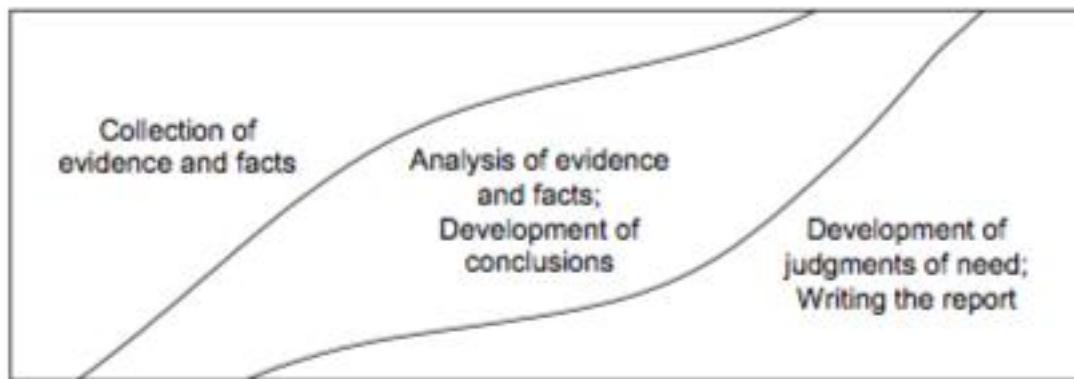 Collection of
evidence and facts
Analysis of evidence
and facts;
Development of
conclusions
Development of
judgments of need;
Writing the report